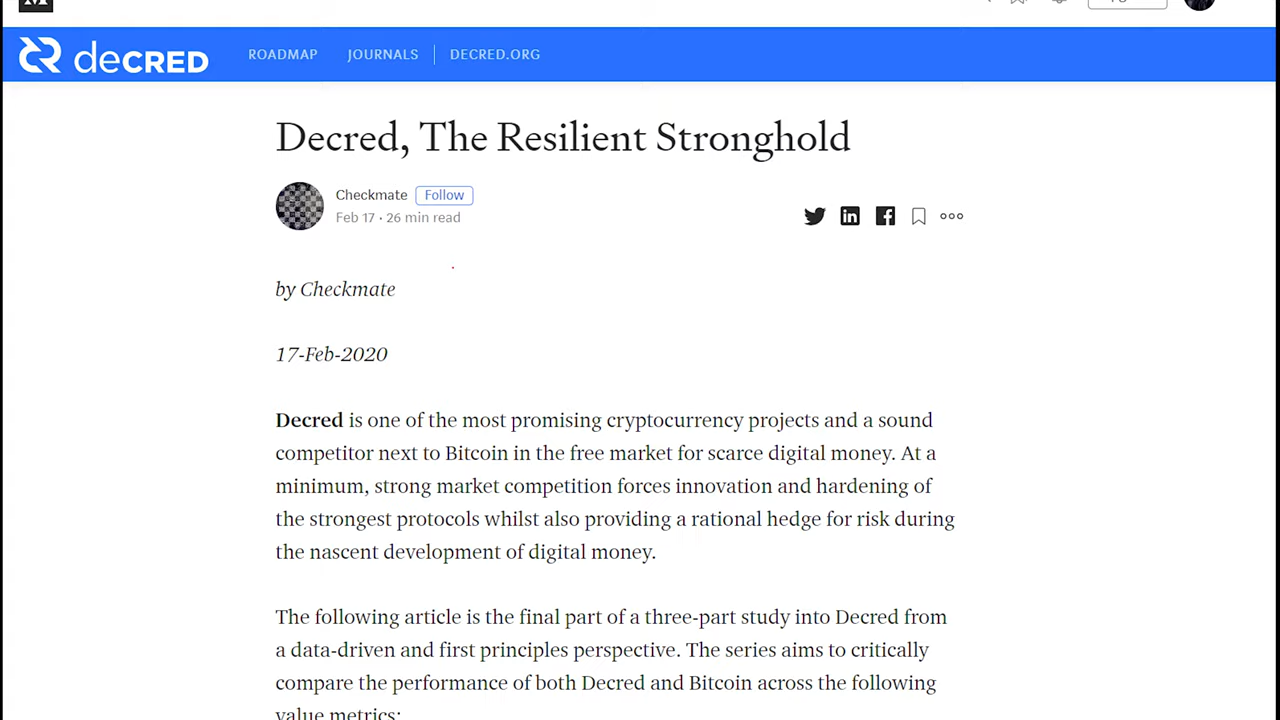 decred ROADMAP JOURNALS DECRED.ORG
Decred, The Resilient Stronghold
Checkmate Follow
Feb 17 · 26 min read
by Checkmate
17-Feb-2020
Decred is one of the most promising cryptocurrency projects and a sound
competitor next to Bitcoin in the free market for scarce digital money. At a
minimum, strong market competition forces innovation and hardening of
the strongest protocols whilst also providing a rational hedge for risk during
the nascent development of digital money.
The following article is the final part of a three-part study into Decred from
a data-driven and first principles perspective. The series aims to critically
compare the performance of both Decred and Bitcoin across the following
value metrics: